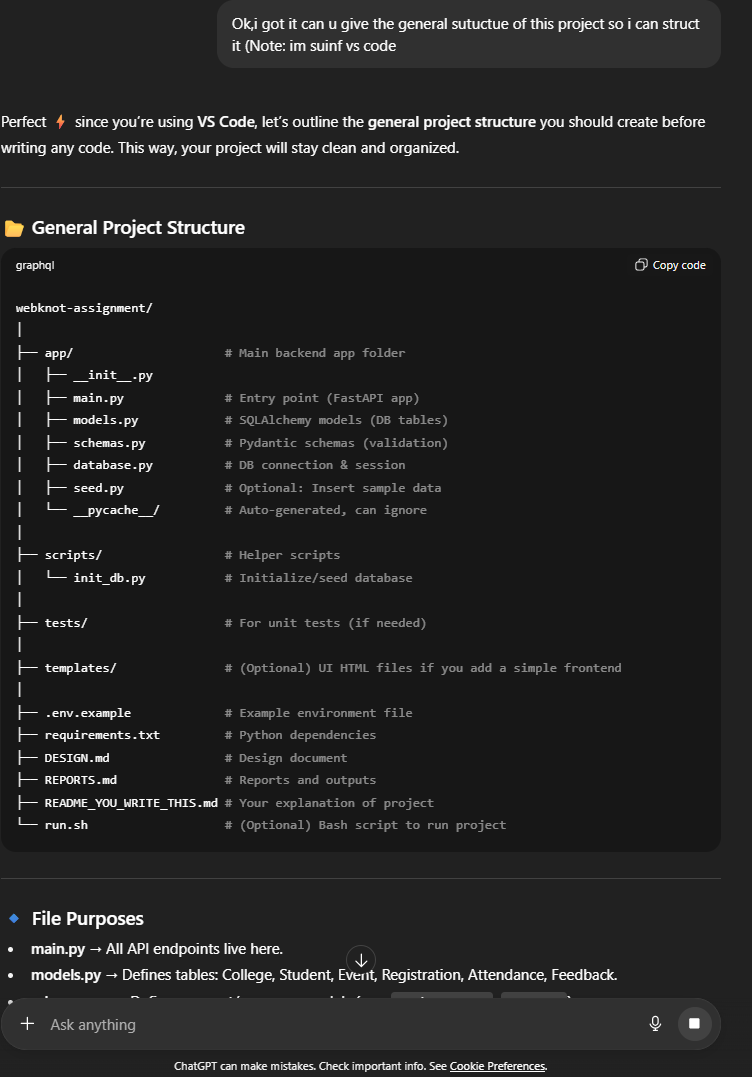 Ok,i got it can u give the general sutuctue of this project so i can struct
it (Note: im suinf vs code
Perfect ⚡ since you're using VS Code, let's outline the general project structure you should create before
writing any code. This way, your project will stay clean and organized.
📂 General Project Structure
graphql
Copy code
webknot-assignment/
│
├── app/ # Main backend app folder
│ ├── __init__.py
│ ├── main.py # Entry point (FastAPI app)
│ ├── models.py # SQLAlchemy models (DB tables)
│ ├── schemas.py # Pydantic schemas (validation)
│ ├── database.py # DB connection & session
│ ├── seed.py # Optional: Insert sample data
│ └── __pycache__/ # Auto-generated, can ignore
│
├── scripts/ # Helper scripts
│ └── init_db.py # Initialize/seed database
│
├── tests/ # For unit tests (if needed)
│
├── templates/ # (Optional) UI HTML files if you add a simple frontend
│
├── .env.example # Example environment file
├── requirements.txt # Python dependencies
├── DESIGN.md # Design document
├── REPORTS.md # Reports and outputs
├── README_YOU_WRITE_THIS.md # Your explanation of project
└── run.sh # (Optional) Bash script to run project
🔹 File Purposes
• main.py → All API endpoints live here.
• models.py → Defines tables: College, Student, Event, Registration, Attendance, Feedback.
Ask anything
ChatGPT can make mistakes. Check important info. See Cookie Preferences.